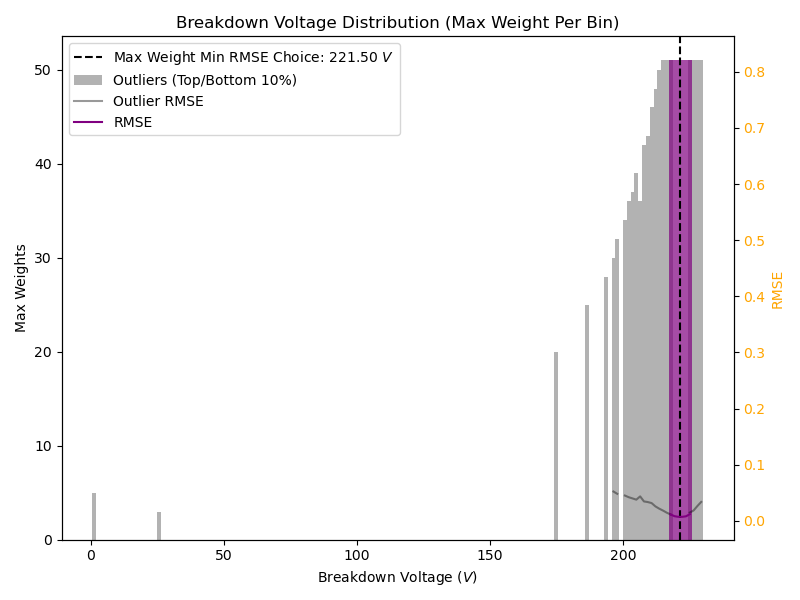 Breakdown Voltage Distribution (Max Weight Per Bin)
Max Weight Min RMSE Choice: 221.50 V
Outliers (Top/Bottom 10%)
Outlier RMSE
RMSE
50
40
30
20
10
0
Max Weights
0.8
0.7
0.6
0.5
0.4
0.3
0.2
0.1
0.0
RMSE
0 50 100 150 200
Breakdown Voltage (V)